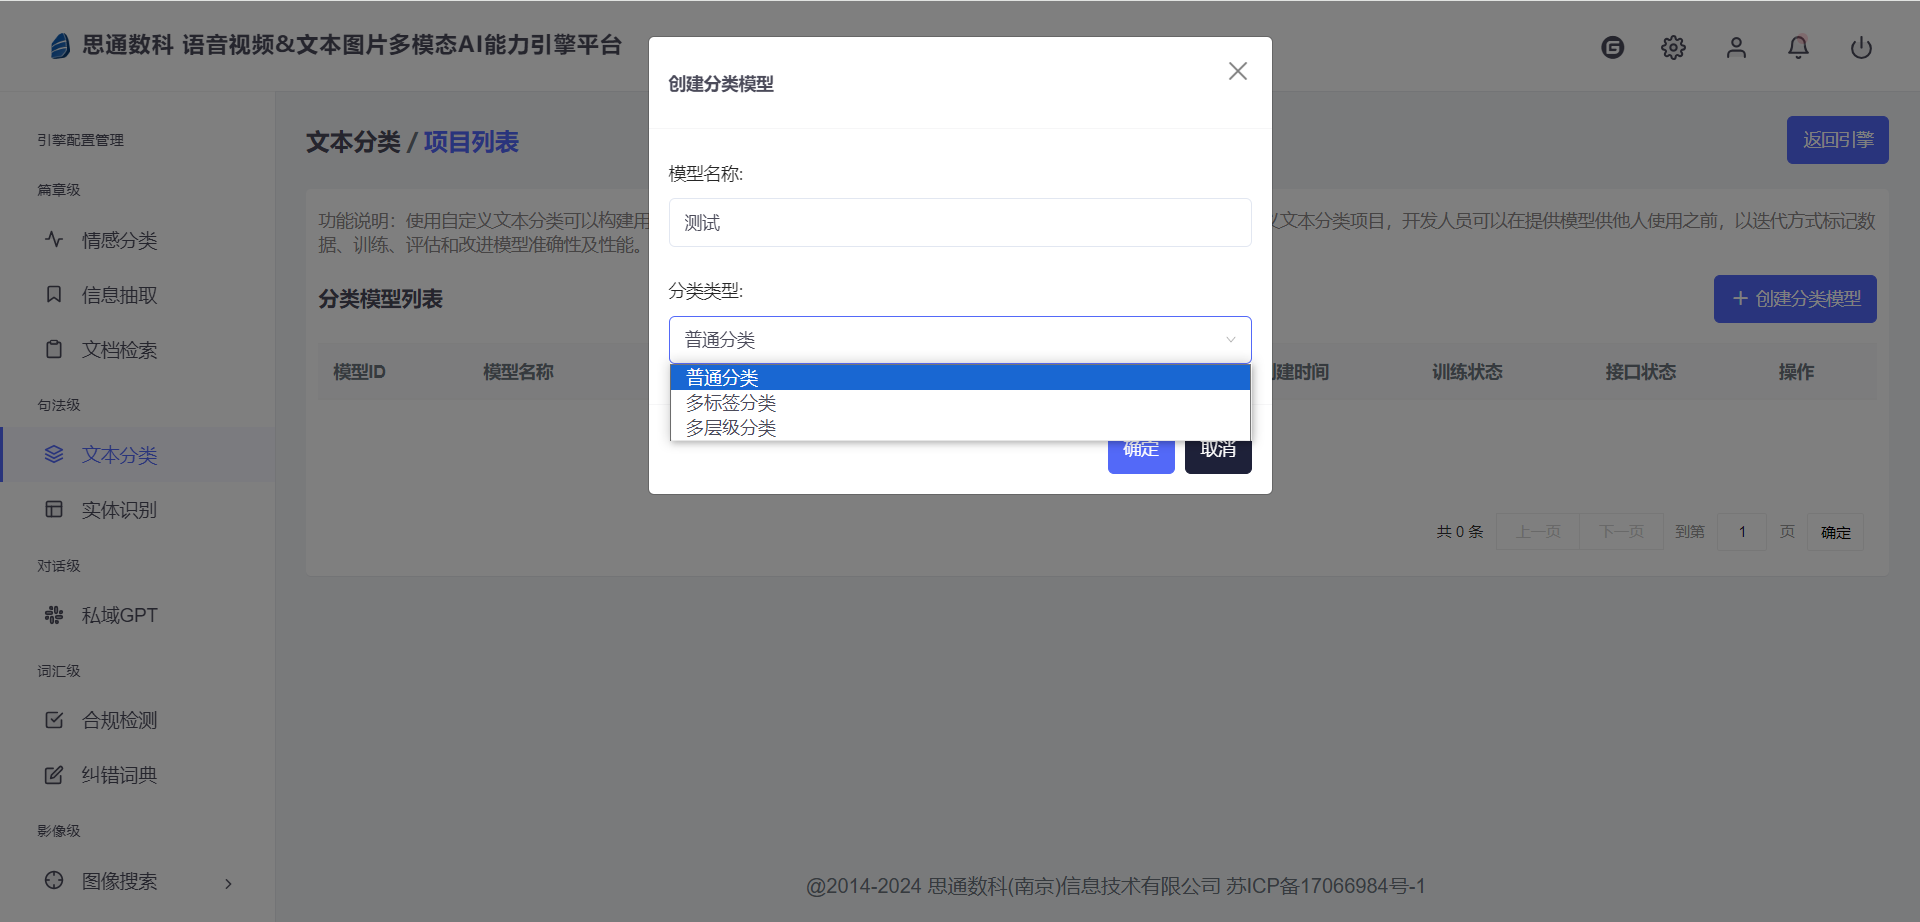 思通数科 语音视频&文本图片多模态AI能力引擎平台
引擎配置管理
篇章级
情感分类
信息抽取
文档检索
句法级
文本分类
实体识别
对话级
私域GPT
词汇级
合规检测
纠错词典
影像级
图像搜索
文本分类 / 项目列表
返回引擎
功能说明：使用自定义文本分类可以构建用
文本分类项目，开发人员可以在提供模型供他人使用之前，以迭代方式标记数
据、训练、评估和改进模型准确性及性能。
分类模型列表
创建分类模型
模型ID
模型名称
建时间
训练状态
接口状态
操作
共 0 条
上一页
下一页
到第
1
页
确定
创建分类模型
模型名称:
测试
分类类型:
普通分类
普通分类
多标签分类
多层级分类
确定
取消
@2014-2024 思通数科(南京)信息技术有限公司 苏ICP备17066984号-1